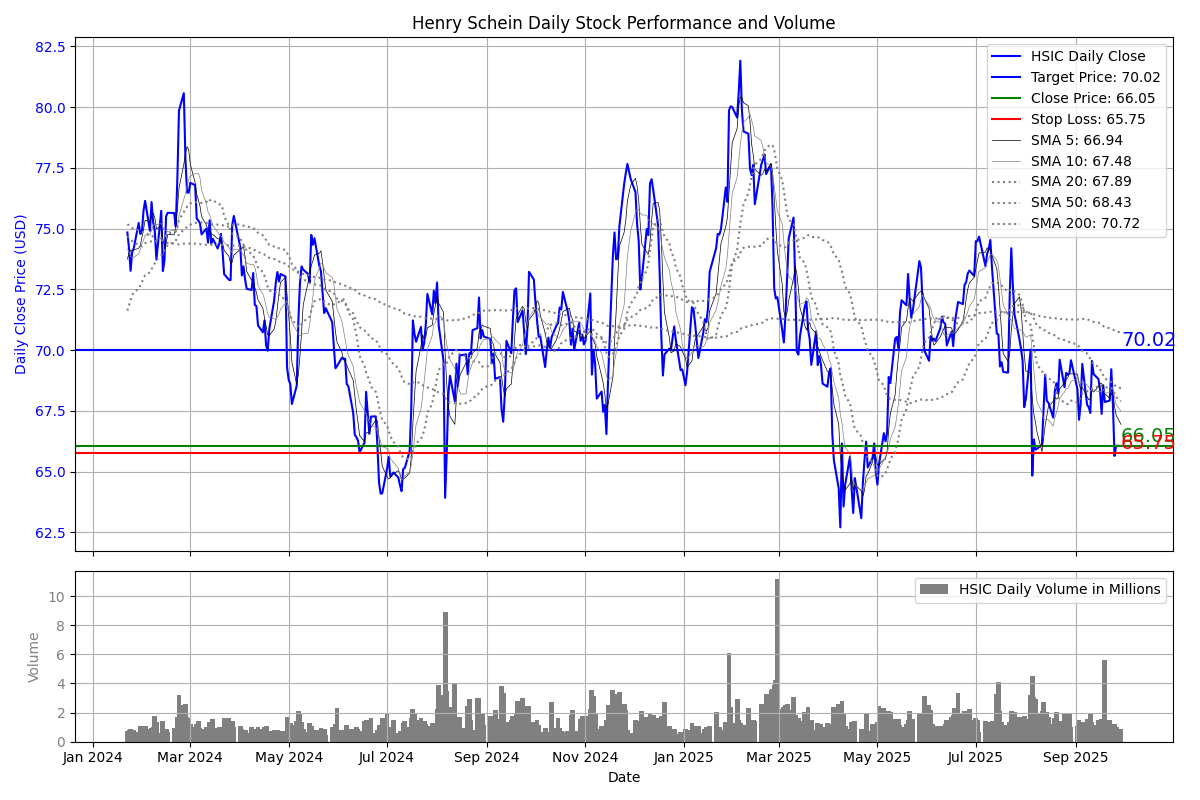 Henry Schein Daily Stock Performance and Volume
82.5
80.0
77.5
75.0
72.5
70.0
67.5
65.0
62.5
Daily Close Price (USD)
HSIC Daily Close
Target Price: 70.02
Close Price: 66.05
Stop Loss: 65.75
SMA 5: 66.94
SMA 10: 67.48
SMA 20: 67.89
SMA 50: 68.43
SMA 200: 70.72
70.02
66.05
65.75
10
8
6
4
2
0
Volume
HSIC Daily Volume in Millions
Jan 2024
Mar 2024
May 2024
Jul 2024
Sep 2024
Nov 2024
Jan 2025
Mar 2025
May 2025
Jul 2025
Sep 2025
Date